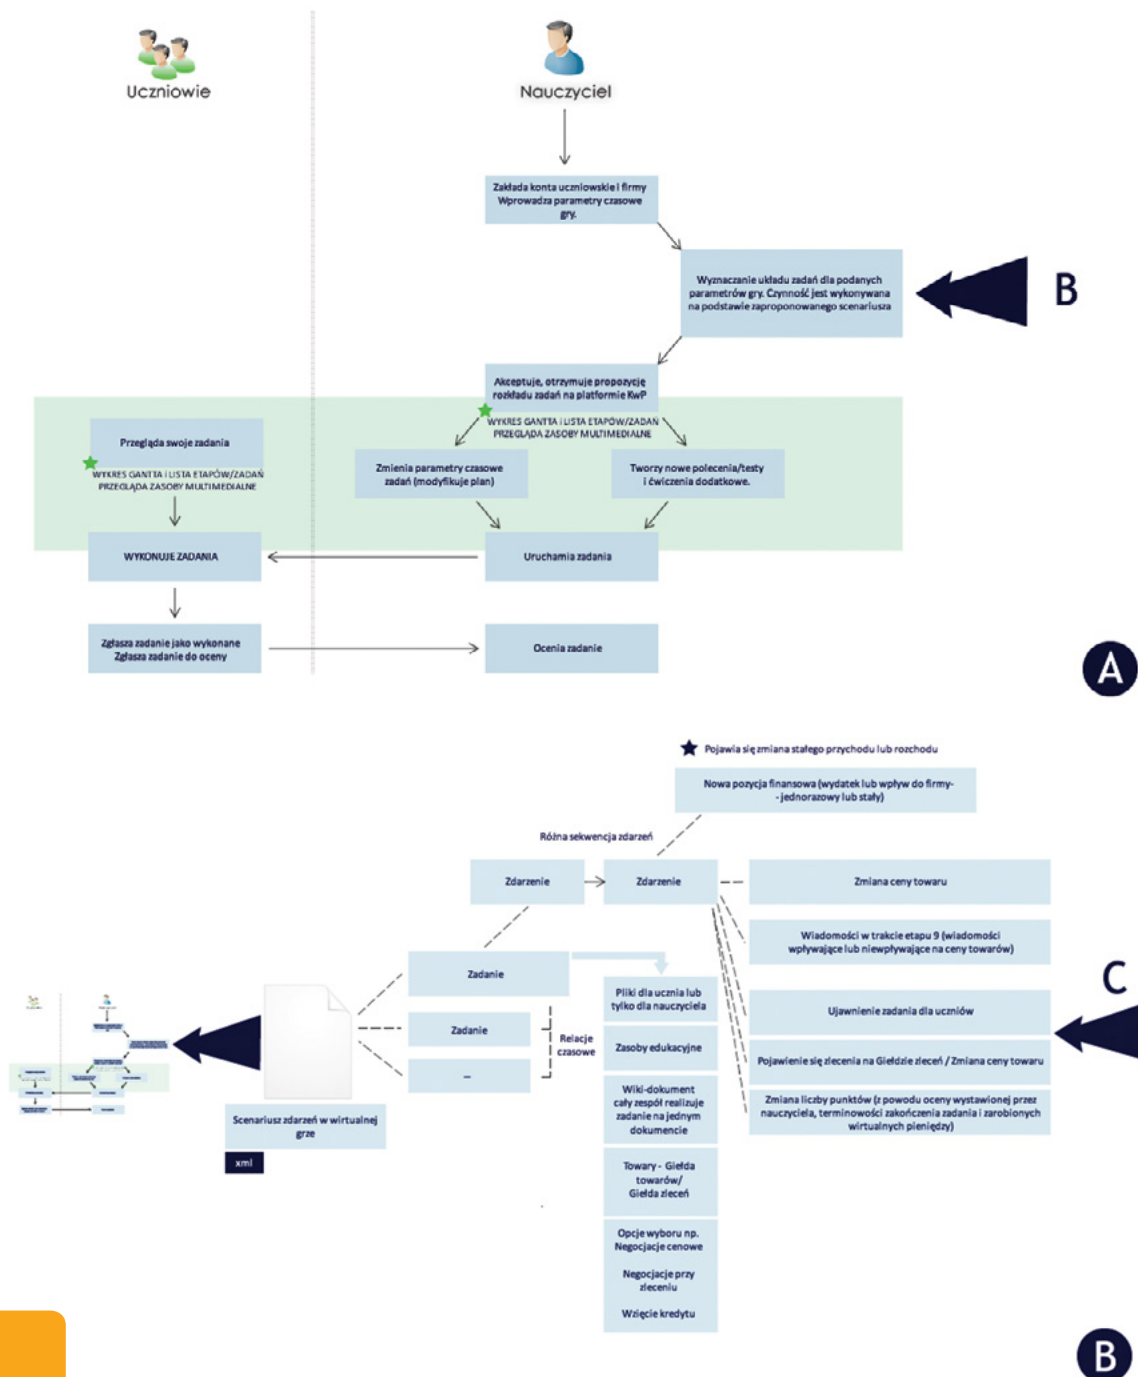 Uczniowie
Nauczyciel
Zakłada konta uczniowskie i firmy
Wprowadza parametry czasowe
gry.
Wyznaczanie układu zadań dla podanych
parametrów gry. Czynność jest wykonywana
na podstawie zaproponowanego scenariusza
B
Akceptuje, otrzymuje propozycję
rozkładu zadań na platformie KwP
WYKRES GANTTA i LISTA ETAPÓW/ZADAŃ
PRZEGLĄDA ZASOBY MULTIMEDIALNE
Przegląda swoje zadania
WYKRES GANTTA i LISTA ETAPÓW/ZADAŃ
PRZEGLĄDA ZASOBY MULTIMEDIALNE
Zmienia parametry czasowe
zadań (modyfikuje plan)
Tworzy nowe polecenia/testy
i ćwiczenia dodatkowe.
WYKONUJE ZADANIA
Uruchamia zadania
Zgłasza zadanie jako wykonane
Zgłasza zadanie do oceny
Ocenia zadanie
A
Pojawia się zmiana stałego przychodu lub rozchodu
Nowa pozycja finansowa (wydatek lub wpływ do firmy-
- jednorazowy lub stały)
Różna sekwencja zdarzeń
Zdarzenie
Zdarzenie
Zmiana ceny towaru
Wiadomości w trakcie etapu 9 (wiadomości
wpływające lub niewpływające na ceny towarów)
Zadanie
Pliki dla ucznia lub
tylko dla nauczyciela
Ujawnienie zadania dla uczniów
C
Zadanie
Relacje
czasowe
Zasoby edukacyjne
Pojawienie się zlecenia na Giełdzie zleceń / Zmiana ceny towaru
...
Wiki-dokument
cały zespół realizuje
zadanie na jednym
dokumencie
Zmiana liczby punktów (z powodu oceny wystawionej przez
nauczyciela, terminowości zakończenia zadania i zarobionych
wirtualnych pieniędzy)
Scenariusz zdarzeń w wirtualnej
grze
xml
Towary - Giełda
towarów/
Giełda zleceń
Opcje wyboru np.
Negocjacje cenowe
Negocjacje przy
zleceniu
Wzięcie kredytu
B